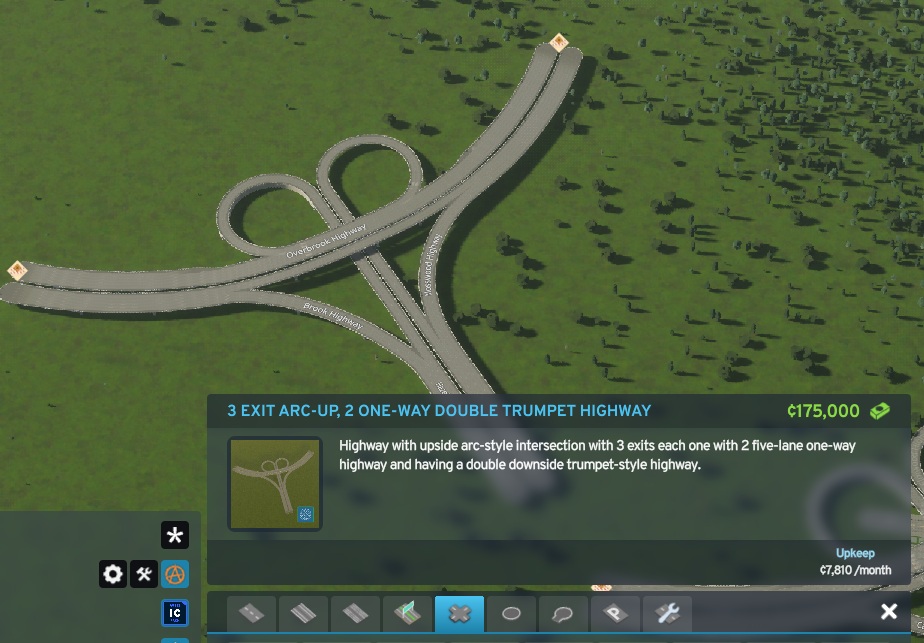 Overbrook Highway
Brook Highway
3 EXIT ARC-UP, 2 ONE-WAY DOUBLE TRUMPET HIGHWAY
¢175,000
Highway with upside arc-style intersection with 3 exits each one with 2 five-lane one-way
highway and having a double downside trumpet-style highway.
Upkeep
¢7,810 /month
IC